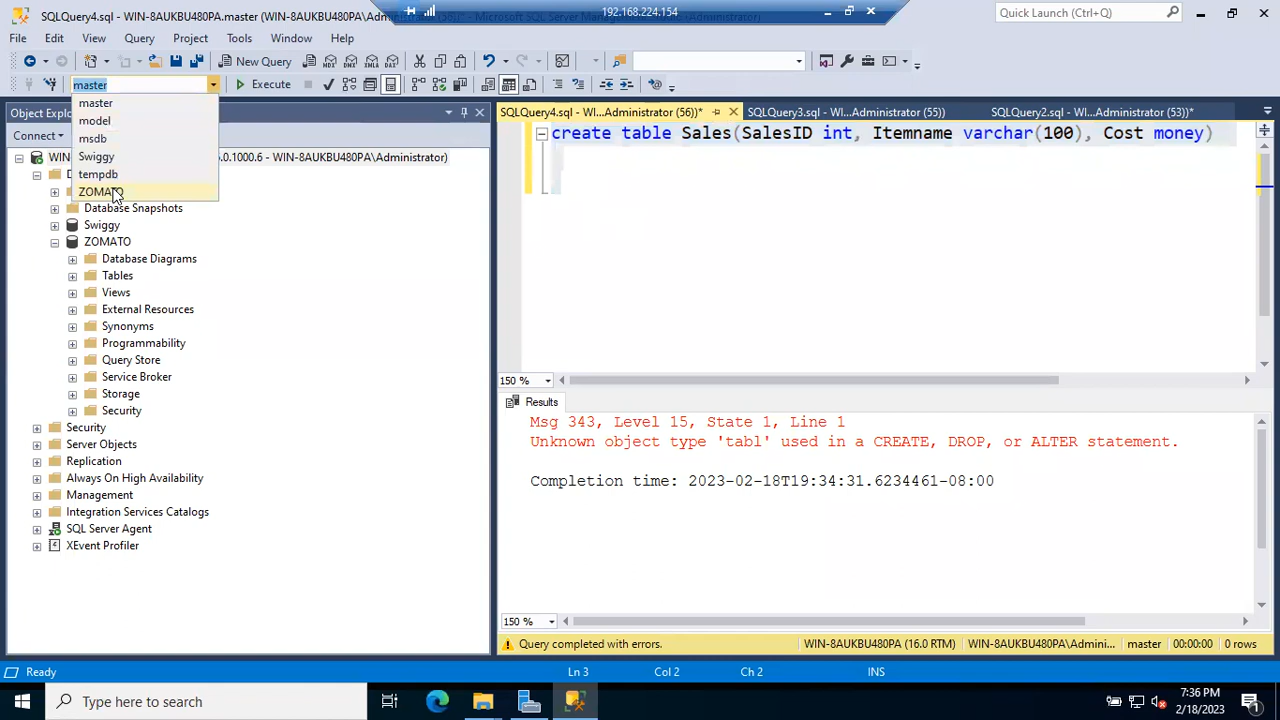 SQLQuery4.sql - WIN-8AUKBU480PA.master (WIN-8AUKBU480PA\Administrator (56))* - Microsoft SQL Server
192.168.224.154
Quick Launch (Ctrl+Q)
File Edit View Query Project Tools Window Help
New Query
master
Execute
master
model
msdb
Swiggy
tempdb
ZOMATO
Object Explo
Connect
WIN
5.0.1000.6 - WIN-8AUKBU480PA\Administrator)
D
Database Snapshots
Swiggy
ZOMATO
Database Diagrams
Tables
Views
External Resources
Synonyms
Programmability
Query Store
Service Broker
Storage
Security
Security
Server Objects
Replication
Always On High Availability
Management
Integration Services Catalogs
SQL Server Agent
XEvent Profiler
SQLQuery4.sql - WI...Administrator (56))* SQLQuery3.sql - WI...Administrator (55)) SQLQuery2.sql - WI...Administrator (53))*
create table Sales(SalesID int, Itemname varchar(100), Cost money)
150 %
Results
Msg 343, Level 15, State 1, Line 1
Unknown object type 'tabl' used in a CREATE, DROP, or ALTER statement.
Completion time: 2023-02-18T19:34:31.6234461-08:00
150 %
Query completed with errors. WIN-8AUKBU480PA (16.0 RTM) WIN-8AUKBU480PA\Admini... master 00:00:00 0 rows
Ready Ln 3 Col 2 Ch 2 INS
Type here to search
7:36 PM
2/18/2023
1